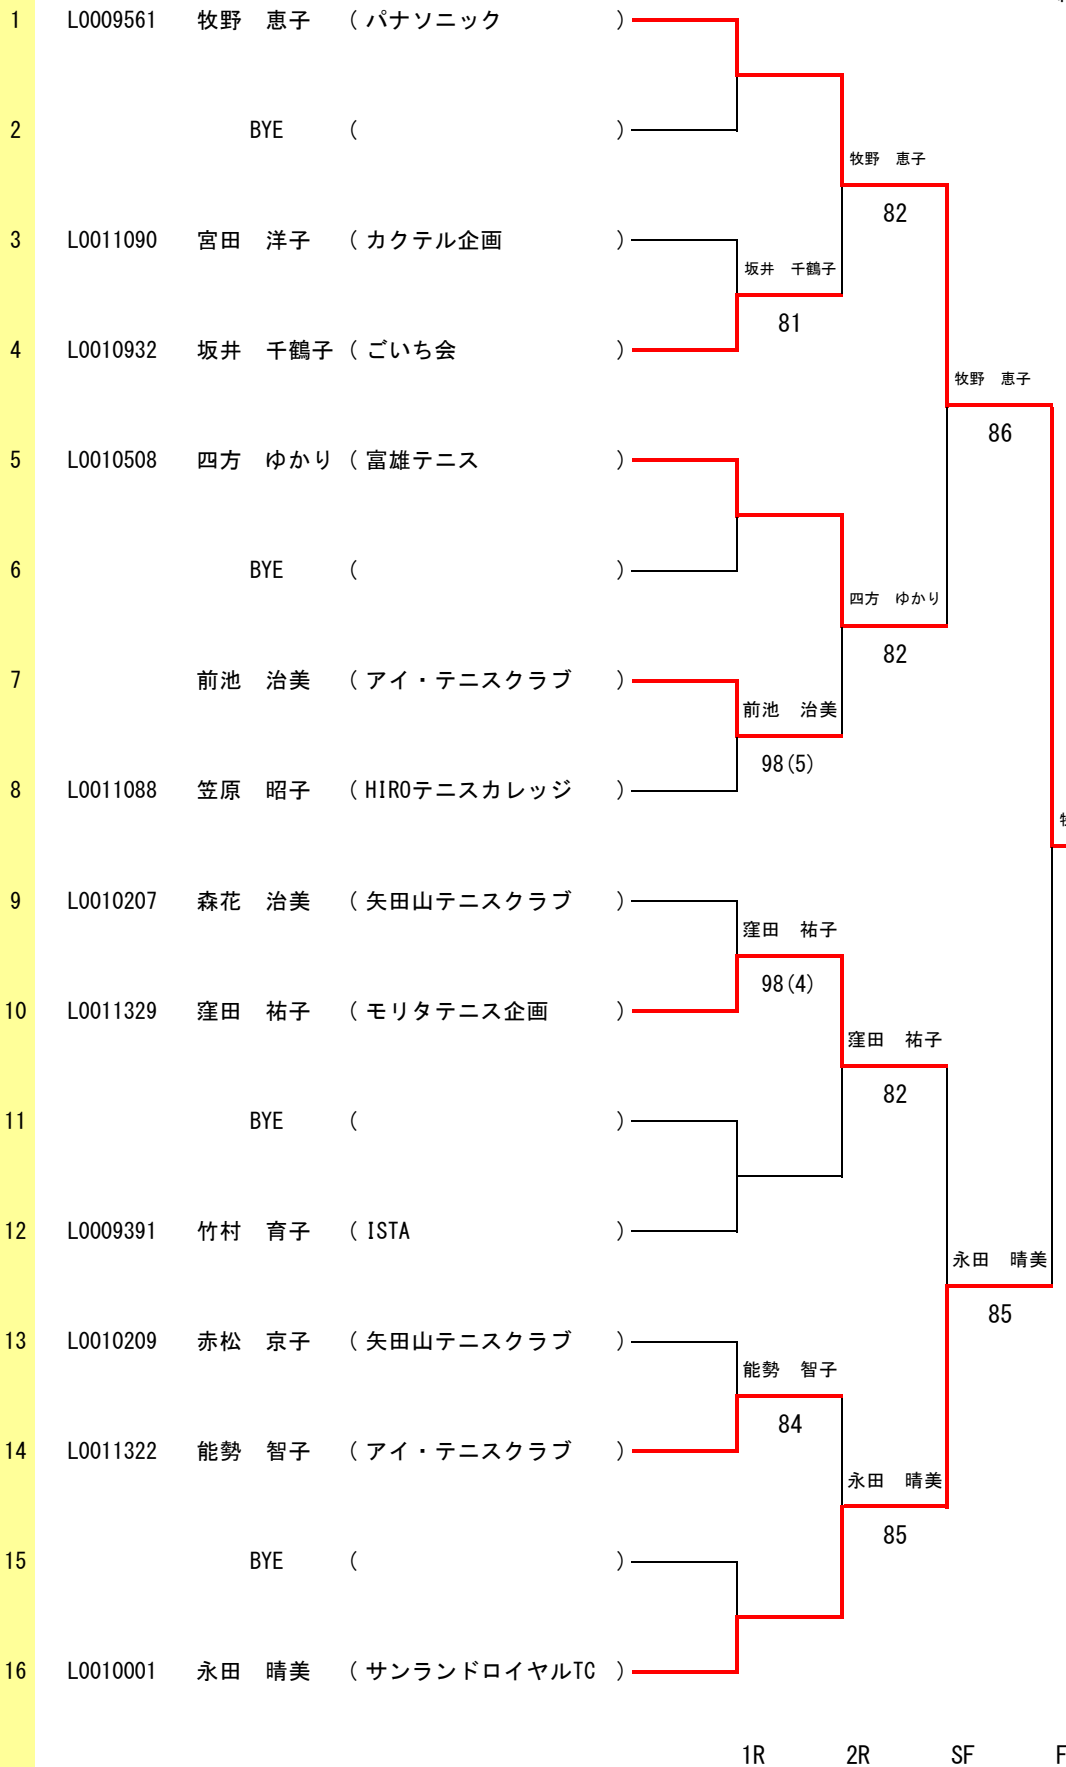 1 L0009561 牧野　恵子 ( パナソニック )
2 BYE ( )
牧野　恵子
82
3 L0011090 宮田　洋子 ( カクテル企画 )
坂井　千鶴子
81
4 L0010932 坂井　千鶴子 ( ごいち会 )
牧野　恵子
86
5 L0010508 四方　ゆかり ( 富雄テニス )
6 BYE ( )
四方　ゆかり
82
7 前池　治美 ( アイ・テニスクラブ )
前池　治美
98(5)
8 L0011088 笠原　昭子 ( HIROテニスカレッジ )
9 L0010207 森花　治美 ( 矢田山テニスクラブ )
窪田　祐子
98(4)
10 L0011329 窪田　祐子 ( モリタテニス企画 )
窪田　祐子
82
11 BYE ( )
12 L0009391 竹村　育子 ( ISTA )
永田　晴美
85
13 L0010209 赤松　京子 ( 矢田山テニスクラブ )
能勢　智子
84
14 L0011322 能勢　智子 ( アイ・テニスクラブ )
永田　晴美
85
15 BYE ( )
16 L0010001 永田　晴美 ( サンランドロイヤルTC )
1R 2R SF F